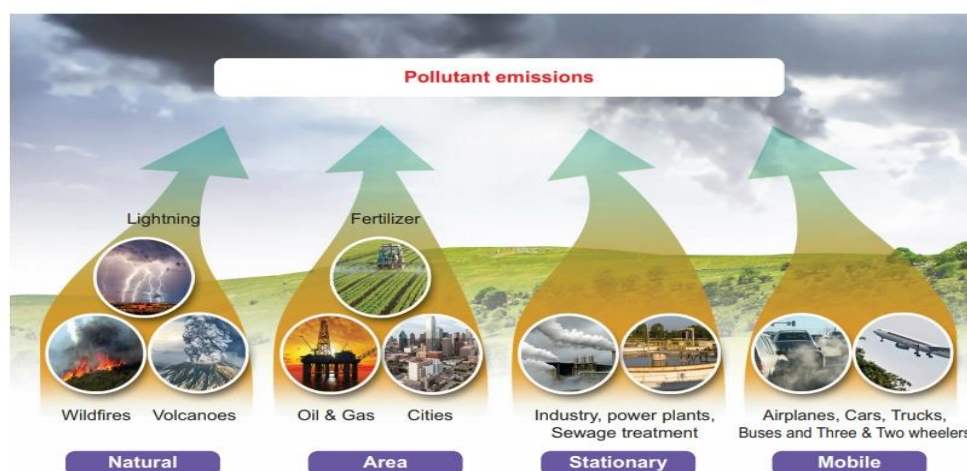 Pollutant emissions
Lightning
Fertilizer
Wildfires
Volcanoes
Oil & Gas
Cities
Industry, power plants,
Sewage treatment
Airplanes, Cars, Trucks,
Buses and Three & Two wheelers
Natural
Area
Stationary
Mobile